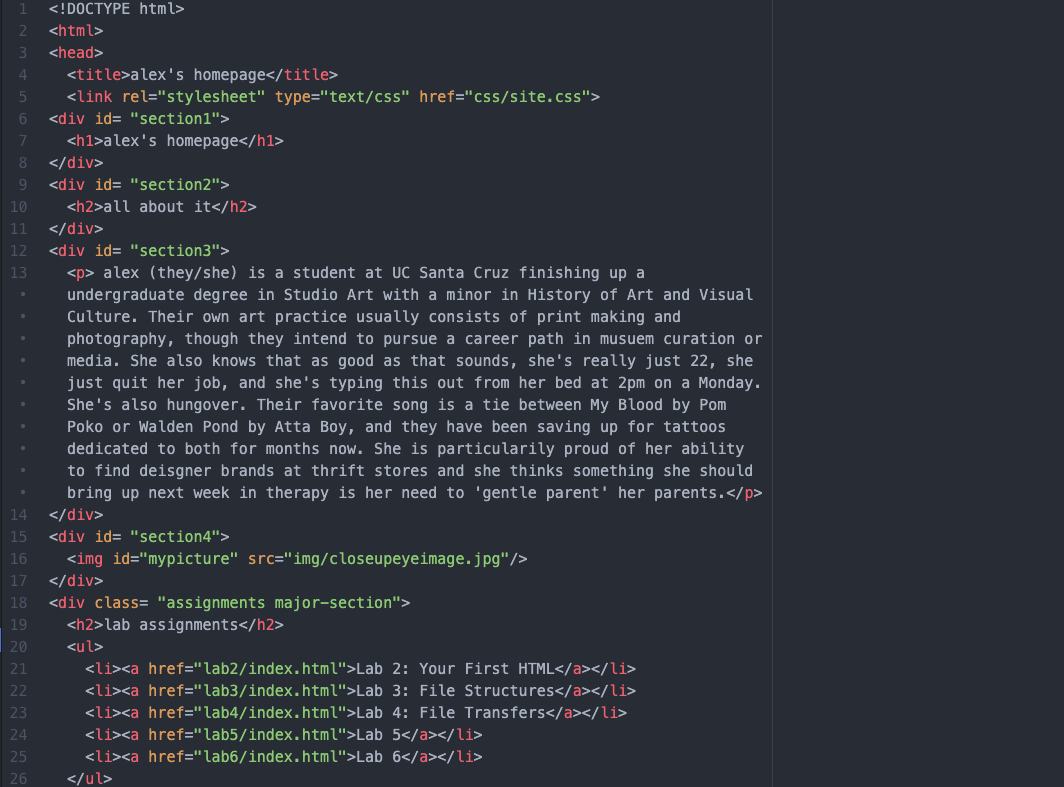 1 <!DOCTYPE html>
2 <html>
3 <head>
4 <title>alex's homepage</title>
5 <link rel="stylesheet" type="text/css" href="css/site.css">
6 <div id= "section1">
7 <h1>alex's homepage</h1>
8 </div>
9 <div id= "section2">
10 <h2>all about it</h2>
11 </div>
12 <div id= "section3">
13 <p> alex (they/she) is a student at UC Santa Cruz finishing up a
• undergraduate degree in Studio Art with a minor in History of Art and Visual
• Culture. Their own art practice usually consists of print making and
• photography, though they intend to pursue a career path in musuem curation or
• media. She also knows that as good as that sounds, she's really just 22, she
• just quit her job, and she's typing this out from her bed at 2pm on a Monday.
• She's also hungover. Their favorite song is a tie between My Blood by Pom
• Poko or Walden Pond by Atta Boy, and they have been saving up for tattoos
• dedicated to both for months now. She is particularily proud of her ability
• to find deisgner brands at thrift stores and she thinks something she should
• bring up next week in therapy is her need to 'gentle parent' her parents.</p>
14 </div>
15 <div id= "section4">
16 <img id="mypicture" src="img/closeupeyeimage.jpg"/>
17 </div>
18 <div class= "assignments major-section">
19 <h2>lab assignments</h2>
20 <ul>
21 <li><a href="lab2/index.html">Lab 2: Your First HTML</a></li>
22 <li><a href="lab3/index.html">Lab 3: File Structures</a></li>
23 <li><a href="lab4/index.html">Lab 4: File Transfers</a></li>
24 <li><a href="lab5/index.html">Lab 5</a></li>
25 <li><a href="lab6/index.html">Lab 6</a></li>
26 </ul>